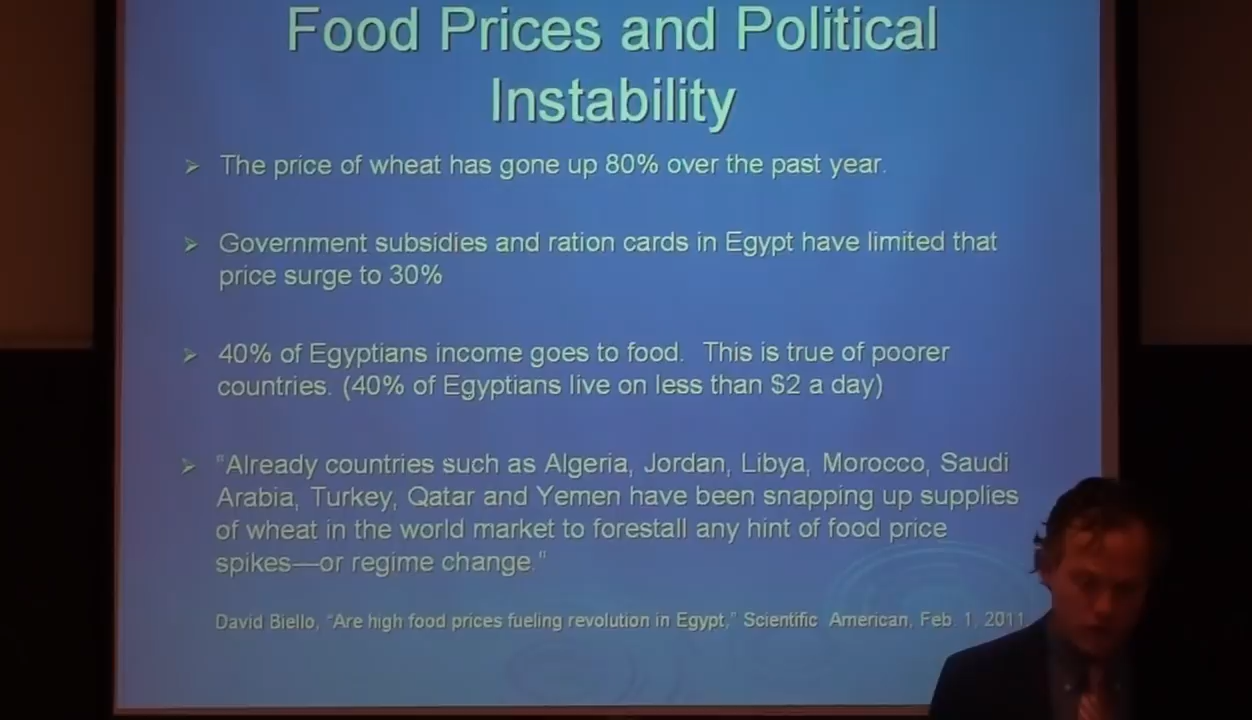 Food Prices and Political
Instability
➢ The price of wheat has gone up 80% over the past year.
➢ Government subsidies and ration cards in Egypt have limited that
price surge to 30%
➢ 40% of Egyptians income goes to food.  This is true of poorer
countries. (40% of Egyptians live on less than $2 a day)
➢ "Already countries such as Algeria, Jordan, Libya, Morocco, Saudi
Arabia, Turkey, Qatar and Yemen have been snapping up supplies
of wheat in the world market to forestall any hint of food price
spikes—or regime change."
David Biello, "Are high food prices fueling revolution in Egypt," Scientific American, Feb. 1, 2011